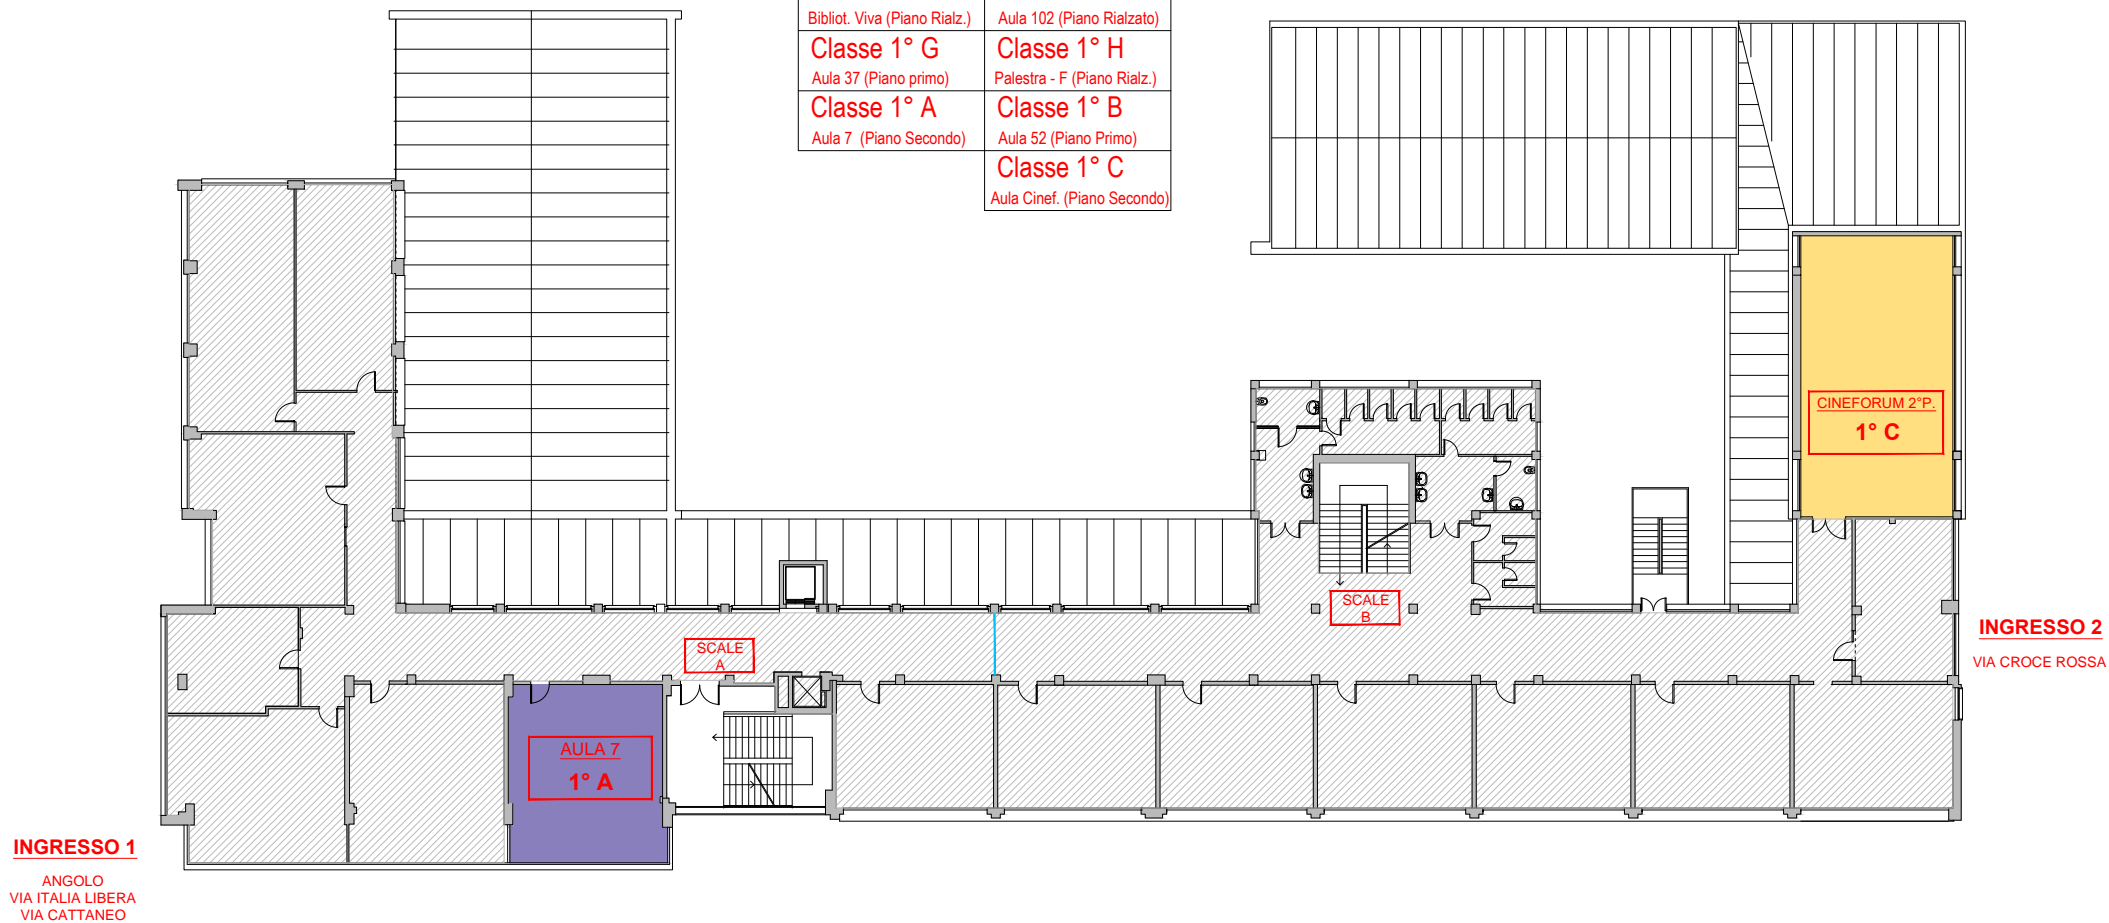 Bibliot. Viva (Piano Rialz.)
Aula 102 (Piano Rialzato)
Classe 1° G
Classe 1° H
Aula 37 (Piano primo)
Palestra - F (Piano Rialz.)
Classe 1° A
Classe 1° B
Aula 7 (Piano Secondo)
Aula 52 (Piano Primo)
Classe 1° C
Aula Cinef. (Piano Secondo)
CINEFORUM 2°P.
1° C
SCALE
B
SCALE
A
INGRESSO 2
VIA CROCE ROSSA
AULA 7
1° A
INGRESSO 1
ANGOLO
VIA ITALIA LIBERA
VIA CATTANEO